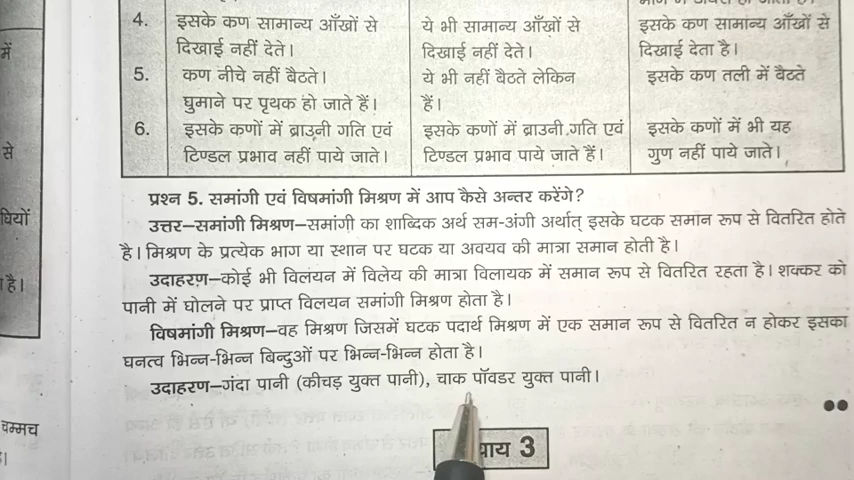 4. इसके कण सामान्य आँखों से ये भी सामान्य आँखों से इसके कण सामान्य आँखों से
दिखाई नहीं देते। दिखाई नहीं देते। दिखाई देता है।
5. कण नीचे नहीं बैठते। ये भी नहीं बैठते लेकिन इसके कण तली में बैठते
घुमाने पर पृथक हो जाते हैं। हैं।
6. इसके कणों में ब्राउनी गति एवं इसके कणों में ब्राउनी गति एवं इसके कणों में भी यह
टिण्डल प्रभाव नहीं पाये जाते। टिण्डल प्रभाव पाये जाते हैं। गुण नहीं पाये जाते।
में
से
प्रश्न 5. समांगी एवं विषमांगी मिश्रण में आप कैसे अन्तर करेंगे?
उत्तर–समांगी मिश्रण–समांगी का शाब्दिक अर्थ सम-अंगी अर्थात् इसके घटक समान रूप से वितरित होते
है। मिश्रण के प्रत्येक भाग या स्थान पर घटक या अवयव की मात्रा समान होती है।
उदाहरण–कोई भी विलयन में विलेय की मात्रा विलायक में समान रूप से वितरित रहता है। शक्कर को
पानी में घोलने पर प्राप्त विलयन समांगी मिश्रण होता है।
विषमांगी मिश्रण–वह मिश्रण जिसमें घटक पदार्थ मिश्रण में एक समान रूप से वितरित न होकर इसका
घनत्व भिन्न-भिन्न बिन्दुओं पर भिन्न-भिन्न होता है।
उदाहरण–गंदा पानी (कीचड़ युक्त पानी), चाक पॉवडर युक्त पानी।
है।
चम्मच
याय 3